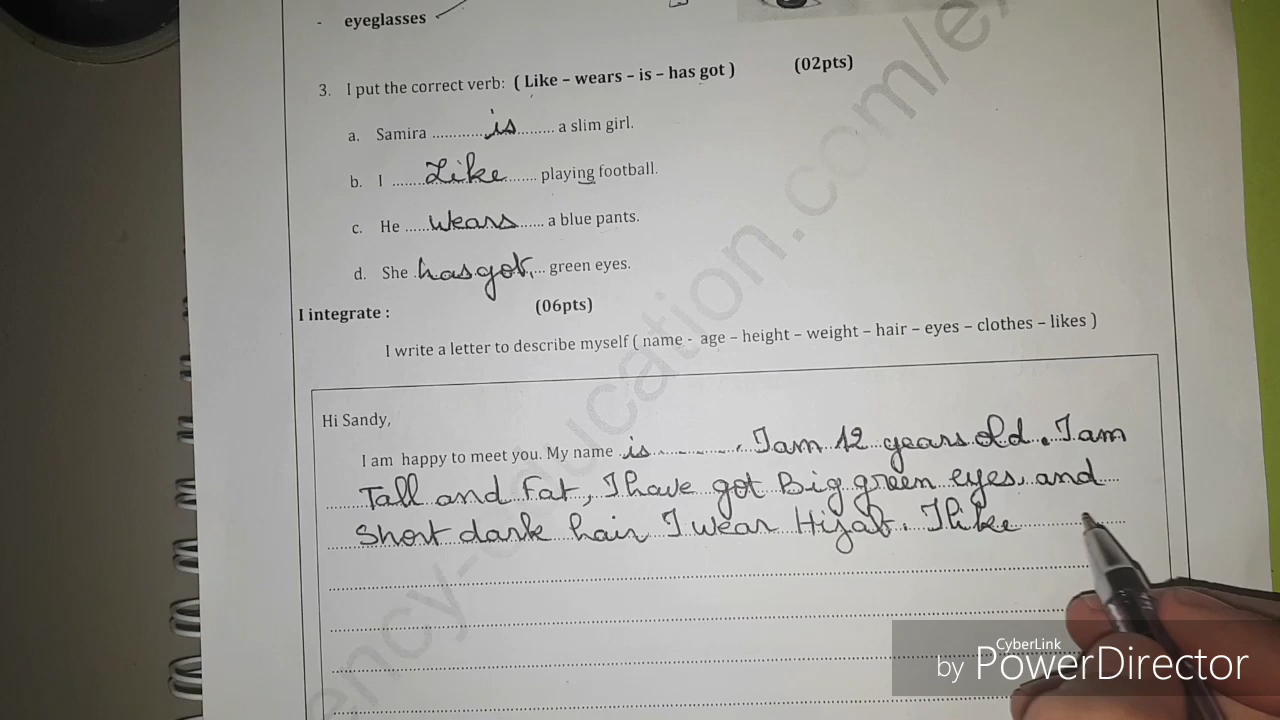 - eyeglasses
3. I put the correct verb: ( Like – wears – is – has got ) (02pts)
a. Samira ............is......... a slim girl.
b. I ........Like....... playing football.
c. He ......wears...... a blue pants.
d. She .has got.... green eyes.
I integrate : (06pts)
I write a letter to describe myself ( name - age – height – weight – hair – eyes – clothes – likes )
Hi Sandy,
I am happy to meet you. My name is ........... I am 12 years old. I am
Tall and Fat, I have got Big green eyes. and
Short dark hair I wear Hijab. I like
ency-education.com/e
CyberLink
by PowerDirector